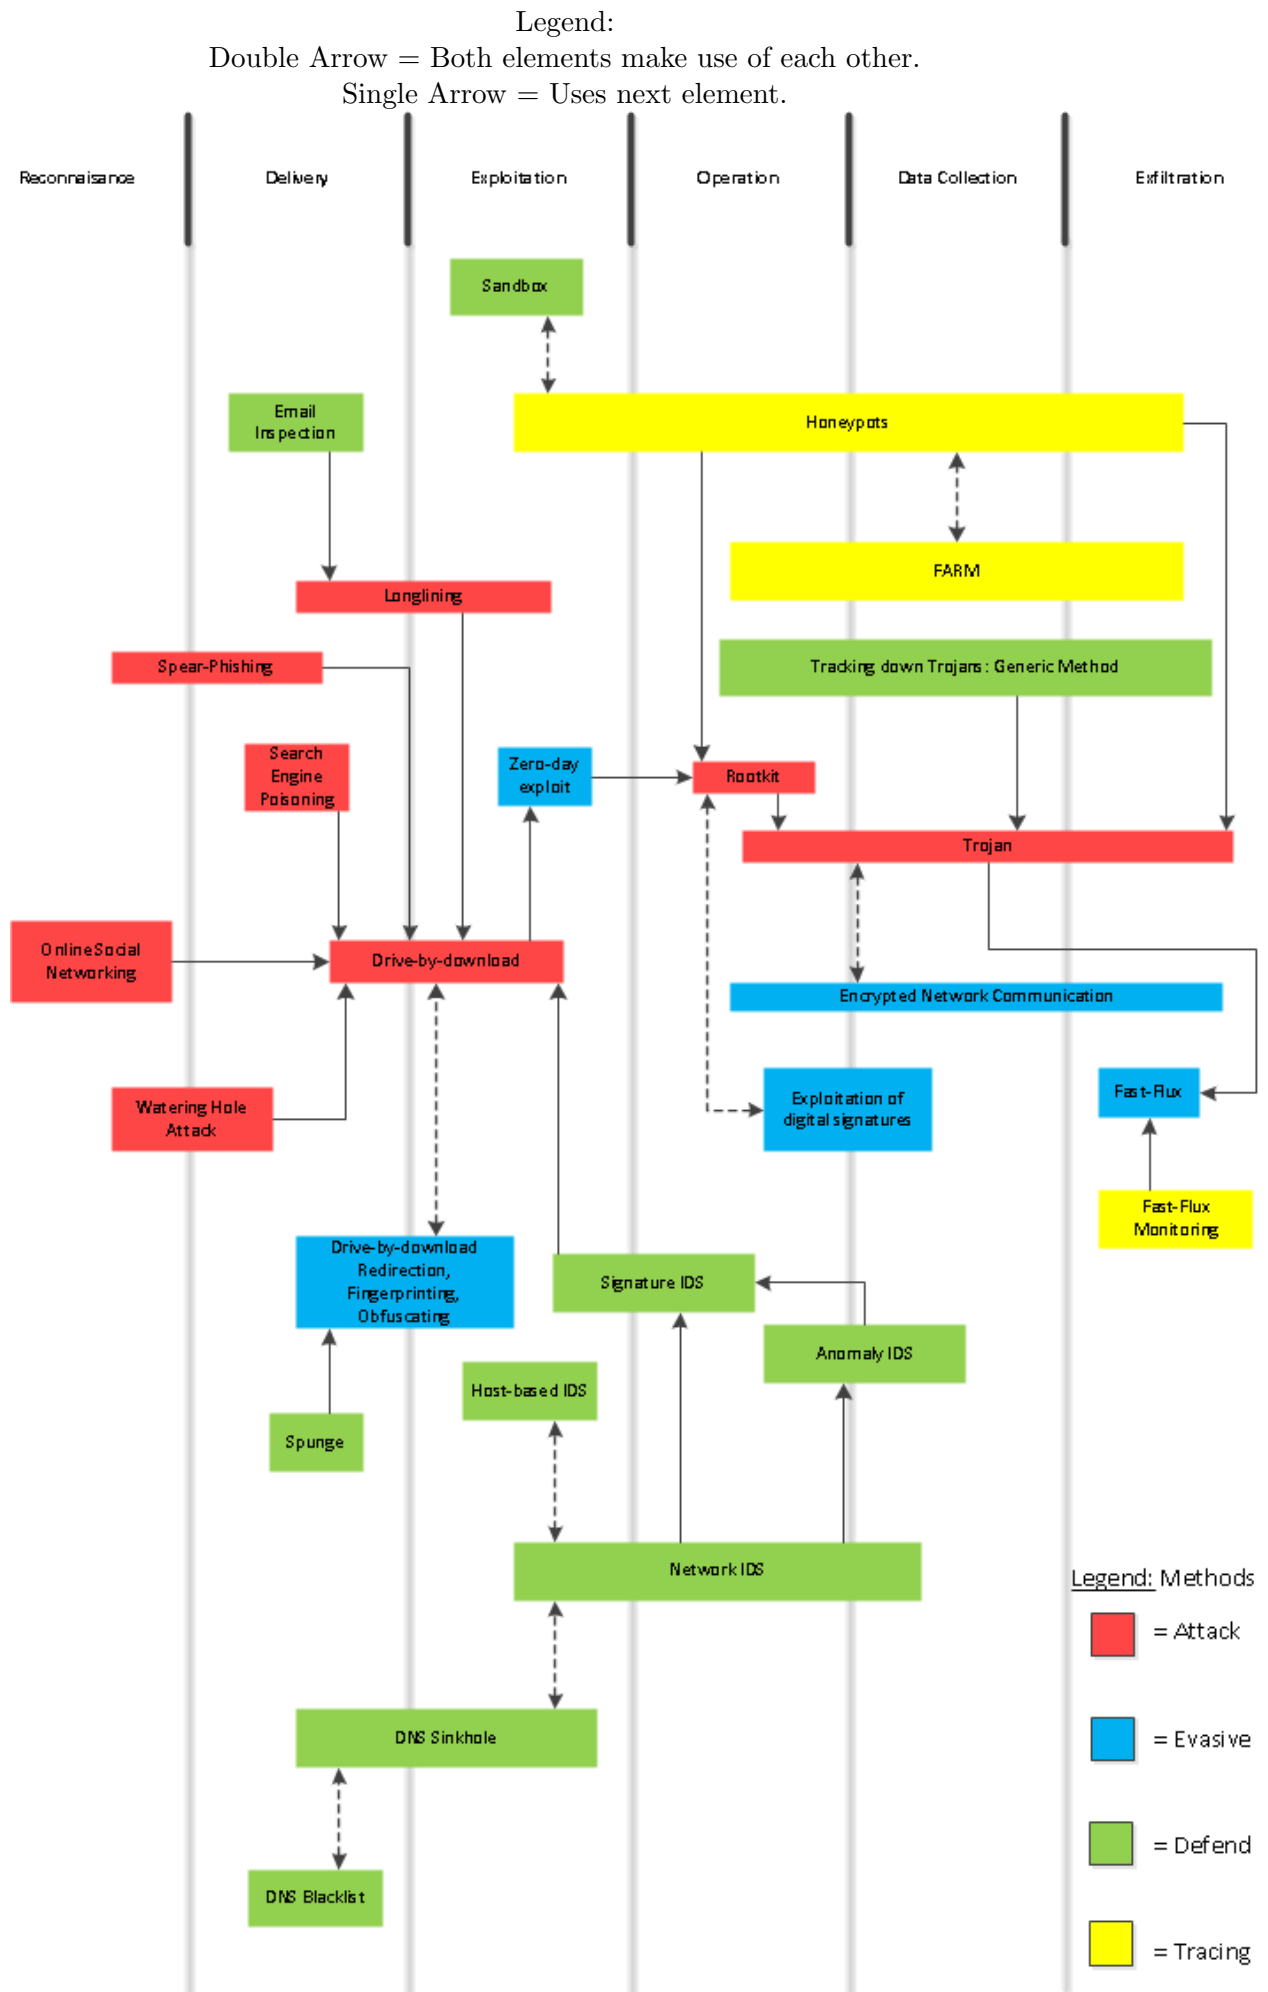 Legend:
Double Arrow = Both elements make use of each other.
Single Arrow = Uses next element.
Reconnaisance
Delivery
Exploitation
Operation
Data Collection
Exfiltration
Sandbox
Email
Inspection
Honeypots
FARM
Longlining
Spear-Phishing
Tracking down Trojans: Generic Method
Search
Engine
Poisoning
Zero-day
exploit
Rootkit
Trojan
Online Social
Networking
Drive-by-download
Encrypted Network Communication
Watering Hole
Attack
Exploitation of
digital signatures
Fast-Flux
Fast-Flux
Monitoring
Drive-by-download
Redirection,
Fingerprinting,
Obfuscating
Signature IDS
Anomaly IDS
Host-based IDS
Spunge
Network IDS
DNS Sinkhole
DNS Blacklist
Legend: Methods
= Attack
= Evasive
= Defend
= Tracing